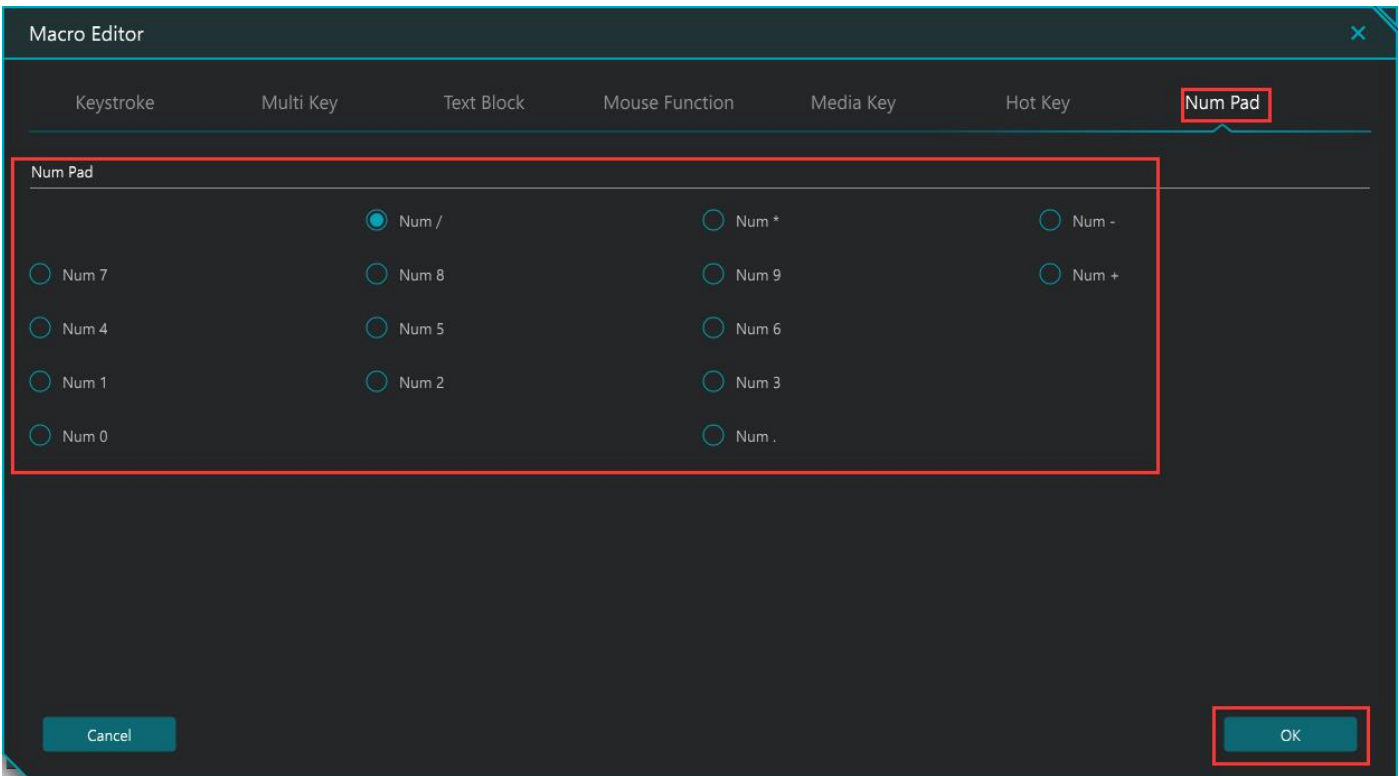 Macro Editor
Keystroke Multi Key Text Block Mouse Function Media Key Hot Key Num Pad
Num Pad
Num / Num * Num -
Num 7 Num 8 Num 9 Num +
Num 4 Num 5 Num 6
Num 1 Num 2 Num 3
Num 0 Num .
Cancel OK